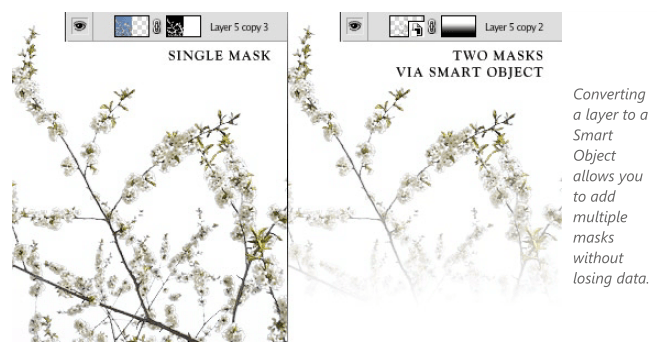 Layer 5 copy 3
SINGLE MASK
Layer 5 copy 2
TWO MASKS
VIA SMART OBJECT
Converting
a layer to a
Smart
Object
allows you
to add
multiple
masks
without
losing data.